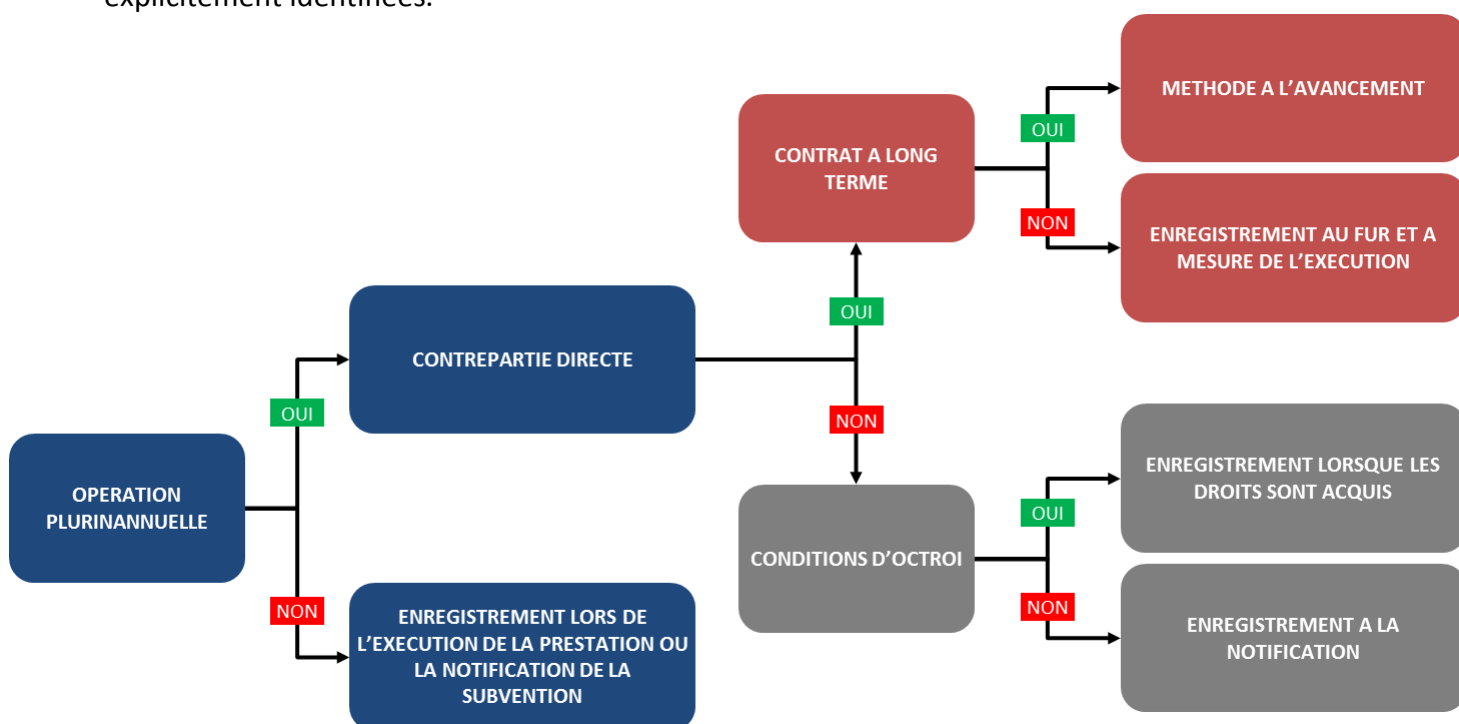 explicitement identifiées.
METHODE A L'AVANCEMENT
OUI
CONTRAT A LONG
TERME
NON
ENREGISTREMENT AU FUR ET A
MESURE DE L'EXECUTION
OUI
CONTREPARTIE DIRECTE
OUI
NON
ENREGISTREMENT LORSQUE LES
DROITS SONT ACQUIS
OPERATION
PLURINANNUELLE
OUI
CONDITIONS D'OCTROI
NON
NON
ENREGISTREMENT LORS DE
L'EXECUTION DE LA PRESTATION OU
LA NOTIFICATION DE LA
SUBVENTION
ENREGISTREMENT A LA
NOTIFICATION